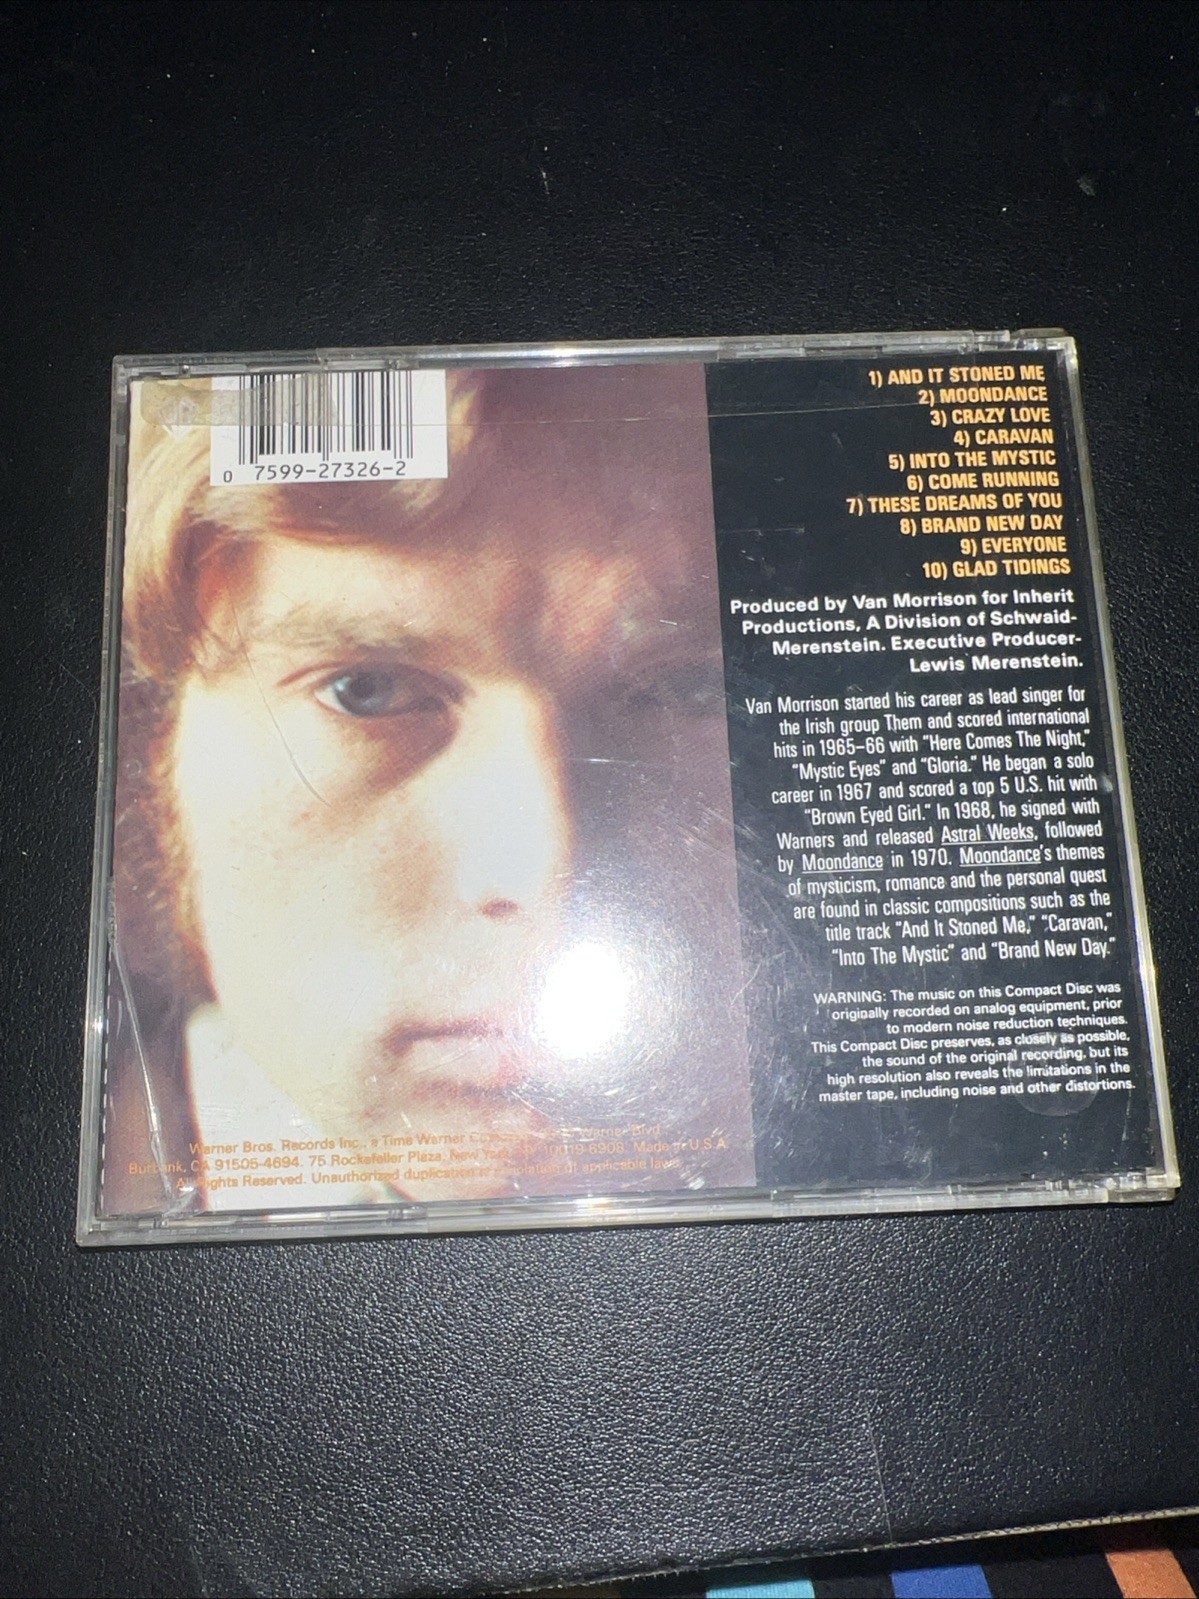 0 7599-27326-2
1) AND IT STONED ME
2) MOONDANCE
3) CRAZY LOVE
4) CARAVAN
5) INTO THE MYSTIC
6) COME RUNNING
7) THESE DREAMS OF YOU
8) BRAND NEW DAY
9) EVERYONE
10) GLAD TIDINGS
Produced by Van Morrison for Inherit
Productions, A Division of Schwaid-
Merenstein. Executive Producer-
Lewis Merenstein.
Van Morrison started his career as lead singer for
the Irish group Them and scored international
hits in 1965–66 with "Here Comes The Night,"
"Mystic Eyes" and "Gloria." He began a solo
career in 1967 and scored a top 5 U.S. hit with
"Brown Eyed Girl." In 1968, he signed with
Warners and released Astral Weeks, followed
by Moondance in 1970. Moondance's themes
of mysticism, romance and the personal quest
are found in classic compositions such as the
title track "And It Stoned Me," "Caravan,"
"Into The Mystic" and "Brand New Day."
WARNING: The music on this Compact Disc was
originally recorded on analog equipment, prior
to modern noise reduction techniques.
This Compact Disc preserves, as closely as possible,
the sound of the original recording, but its
high resolution also reveals the limitations in the
master tape, including noise and other distortions.
Warner Bros. Records Inc., a Time Warner Warner Blvd.
Burbank, CA 91505-4694. 75 Rockefeller Plaza, New York 10019-6908. Made in U.S.A.
All Rights Reserved. Unauthorized duplication is a violation of applicable laws.